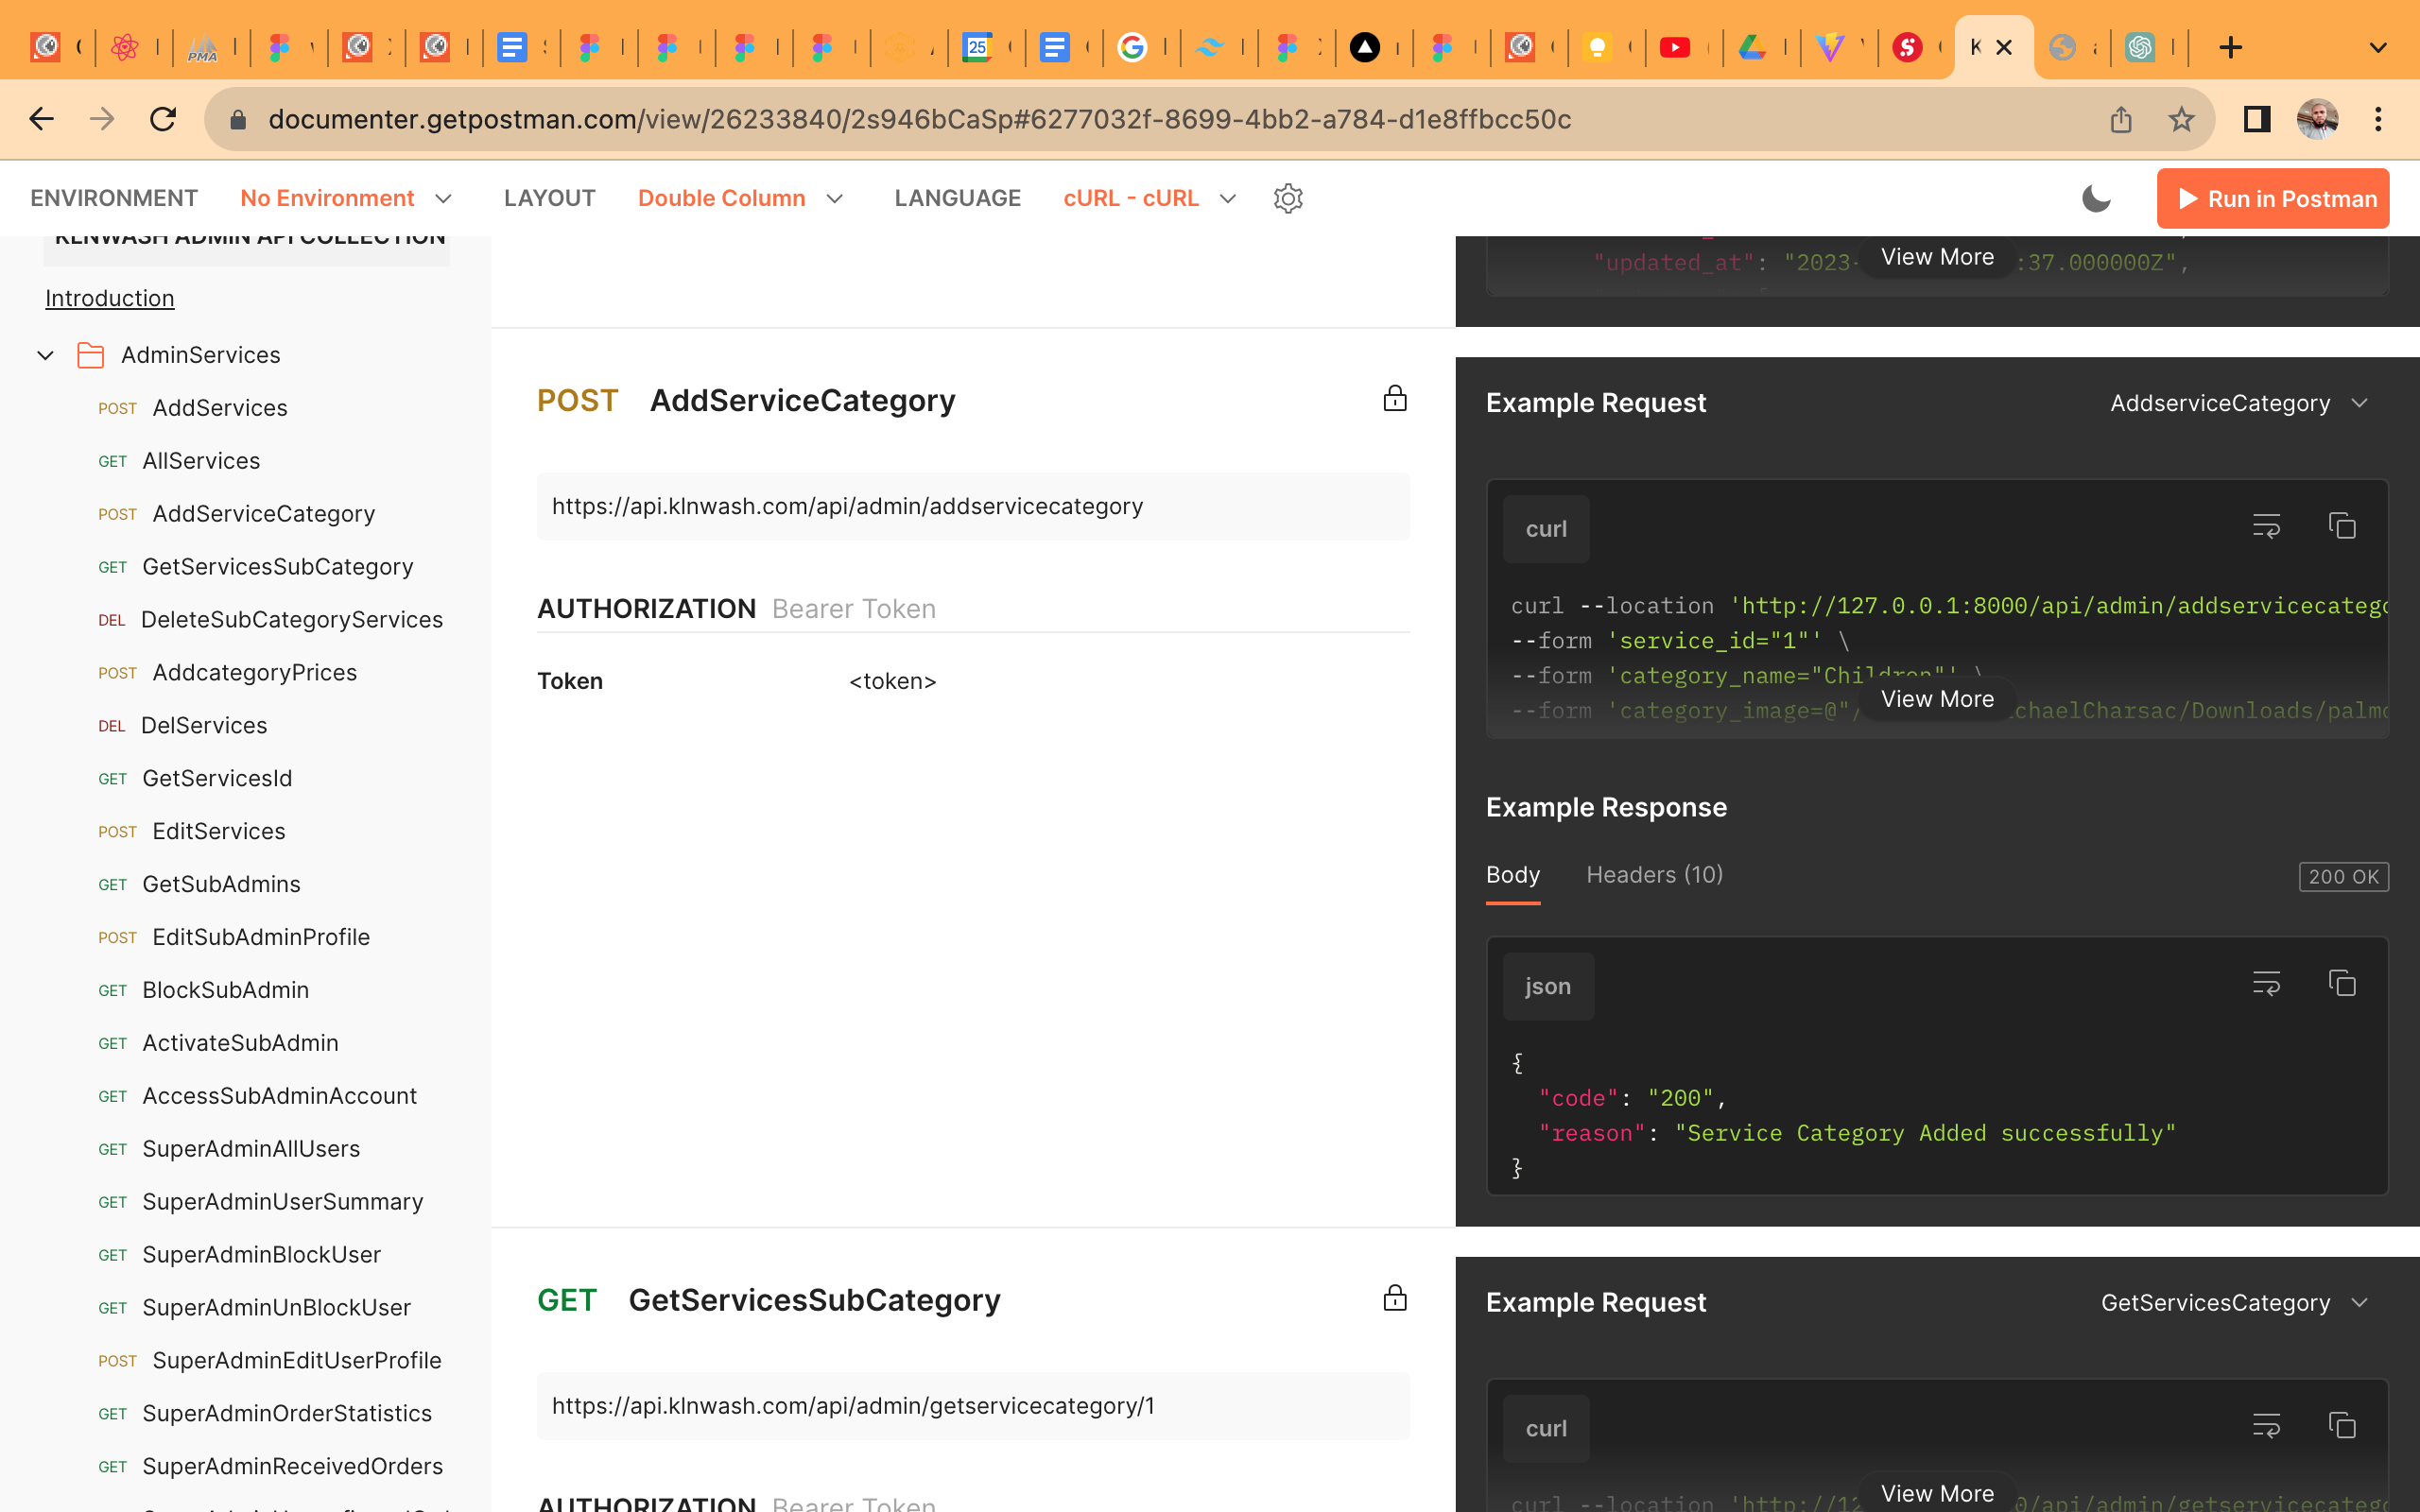 PMA
25
documenter.getpostman.com/view/26233840/2s946bCaSp#6277032f-8699-4bb2-a784-d1e8ffbcc50c
ENVIRONMENT No Environment LAYOUT Double Column LANGUAGE cURL - cURL Run in Postman
KLNWASH ADMIN API COLLECTION
Introduction
AdminServices
POST AddServices
GET AllServices
POST AddServiceCategory
GET GetServicesSubCategory
DEL DeleteSubCategoryServices
POST AddcategoryPrices
DEL DelServices
GET GetServicesId
POST EditServices
GET GetSubAdmins
POST EditSubAdminProfile
GET BlockSubAdmin
GET ActivateSubAdmin
GET AccessSubAdminAccount
GET SuperAdminAllUsers
GET SuperAdminUserSummary
GET SuperAdminBlockUser
GET SuperAdminUnBlockUser
POST SuperAdminEditUserProfile
GET SuperAdminOrderStatistics
GET SuperAdminReceivedOrders
POST AddServiceCategory
https://api.klnwash.com/api/admin/addservicecategory
AUTHORIZATION Bearer Token
Token <token>
GET GetServicesSubCategory
https://api.klnwash.com/api/admin/getservicecategory/1
AUTHORIZATION Bearer Token
"updated_at": "2023- View More :37.000000Z",
Example Request AddserviceCategory
curl
curl --location 'http://127.0.0.1:8000/api/admin/addservicecatego
--form 'service_id="1"' \
--form 'category_name="Children"' \
View More
--form 'category_image=@"/ chaelCharsac/Downloads/palmo
Example Response
Body Headers (10) 200 OK
json
{
"code": "200",
"reason": "Service Category Added successfully"
}
Example Request GetServicesCategory
curl
View More
curl --location 'http://12 0/api/admin/getservicecateg